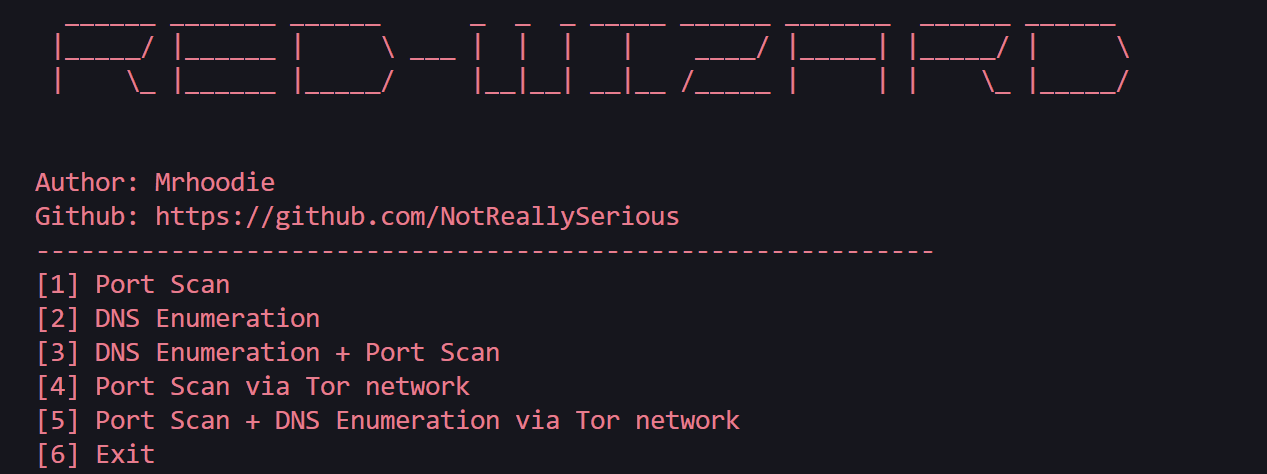 RED-WIZARD
Author: Mrhoodie
Github: https://github.com/NotReallySerious
------------------------------------------------------------
[1] Port Scan
[2] DNS Enumeration
[3] DNS Enumeration + Port Scan
[4] Port Scan via Tor network
[5] Port Scan + DNS Enumeration via Tor network
[6] Exit